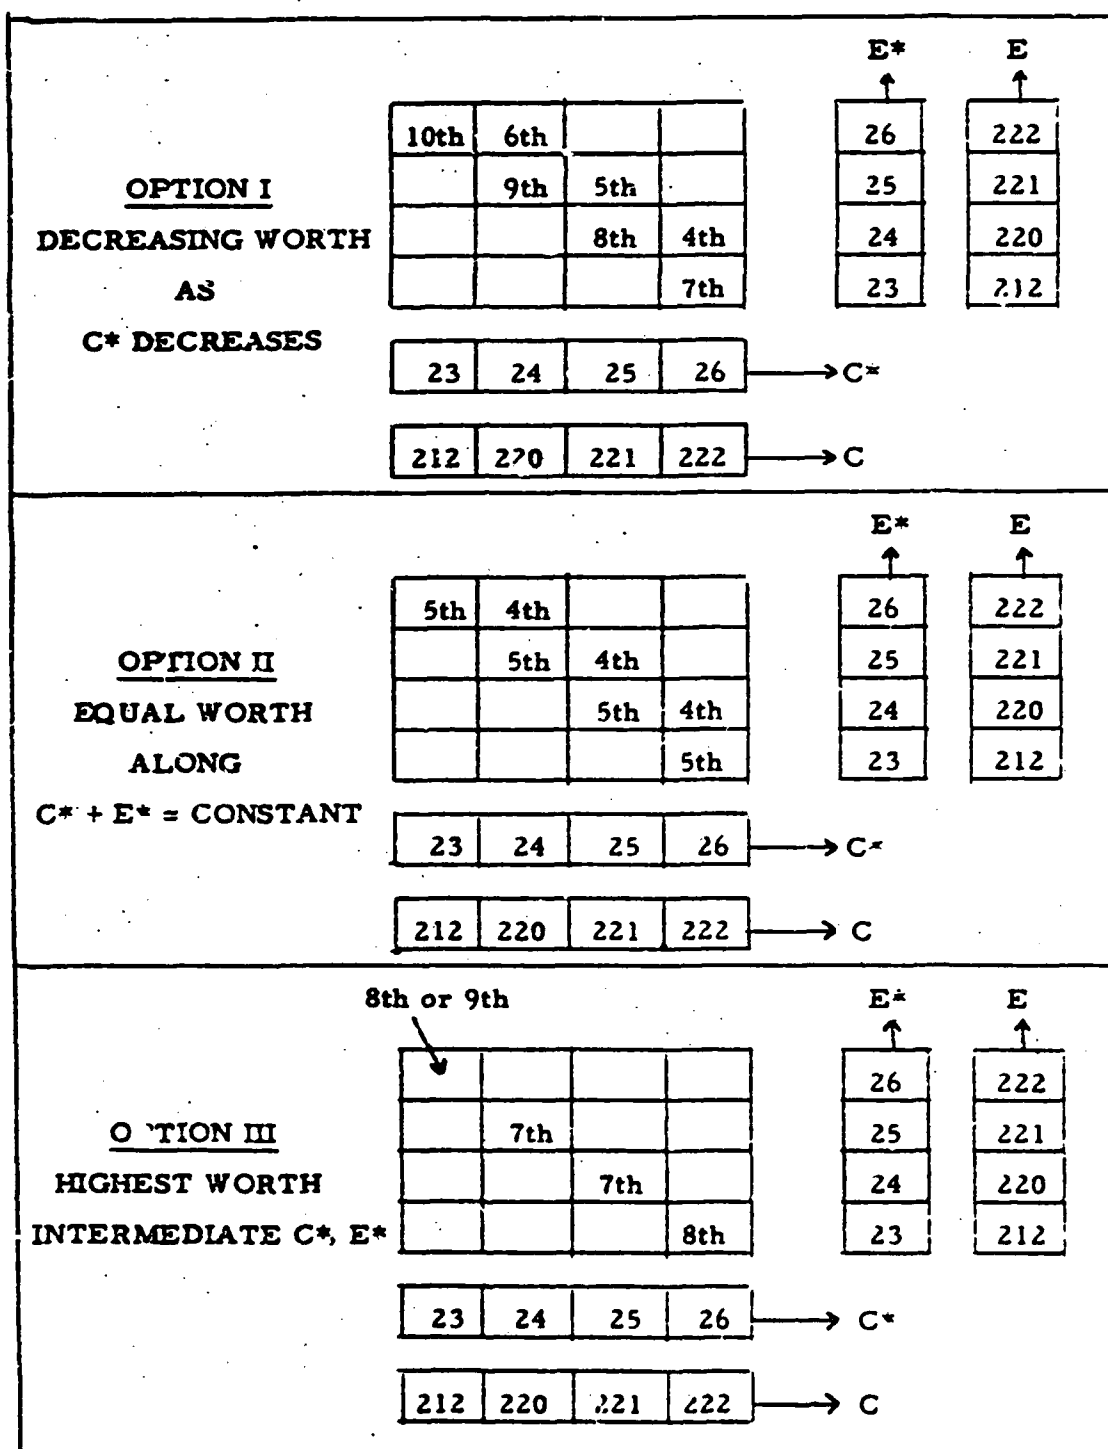 E* E
10th 6th 26 222
OPTION I 9th 5th 25 221
DECREASING WORTH 8th 4th 24 220
AS 7th 23 212
C* DECREASES
23 24 25 26 C*
212 220 221 222 C
E* E
5th 4th 26 222
OPTION II 5th 4th 25 221
EQUAL WORTH 5th 4th 24 220
ALONG 5th 23 212
C* + E* = CONSTANT
23 24 25 26 C*
212 220 221 222 C
8th or 9th E* E
26 222
O TION III 7th 25 221
HIGHEST WORTH 7th 24 220
INTERMEDIATE C*, E* 8th 23 212
23 24 25 26 C*
212 220 221 222 C